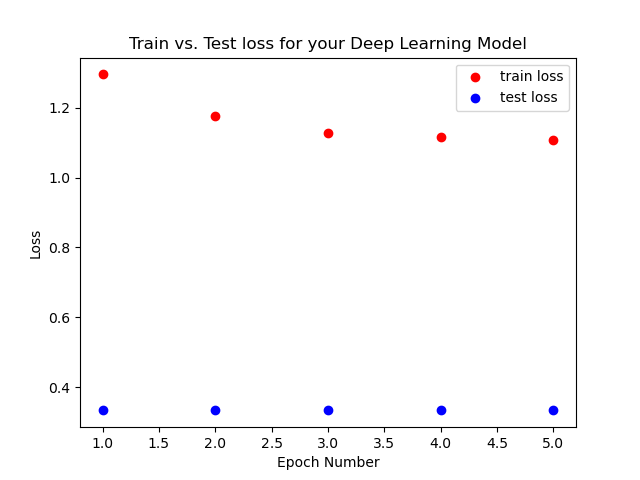 Train vs. Test loss for your Deep Learning Model
train loss
test loss
1.2
1.0
0.8
0.6
0.4
Loss
1.0 1.5 2.0 2.5 3.0 3.5 4.0 4.5 5.0
Epoch Number